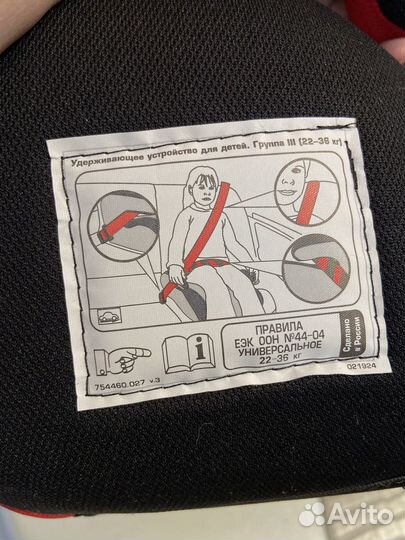 Удерживающее устройство для детей. Группа III (22-36 кг)
ПРАВИЛА
ЕЭК ООН №44-04
УНИВЕРСАЛЬНОЕ
22-36 кг
Сделано
в России
i
754460.027 v.3
021924
Avito